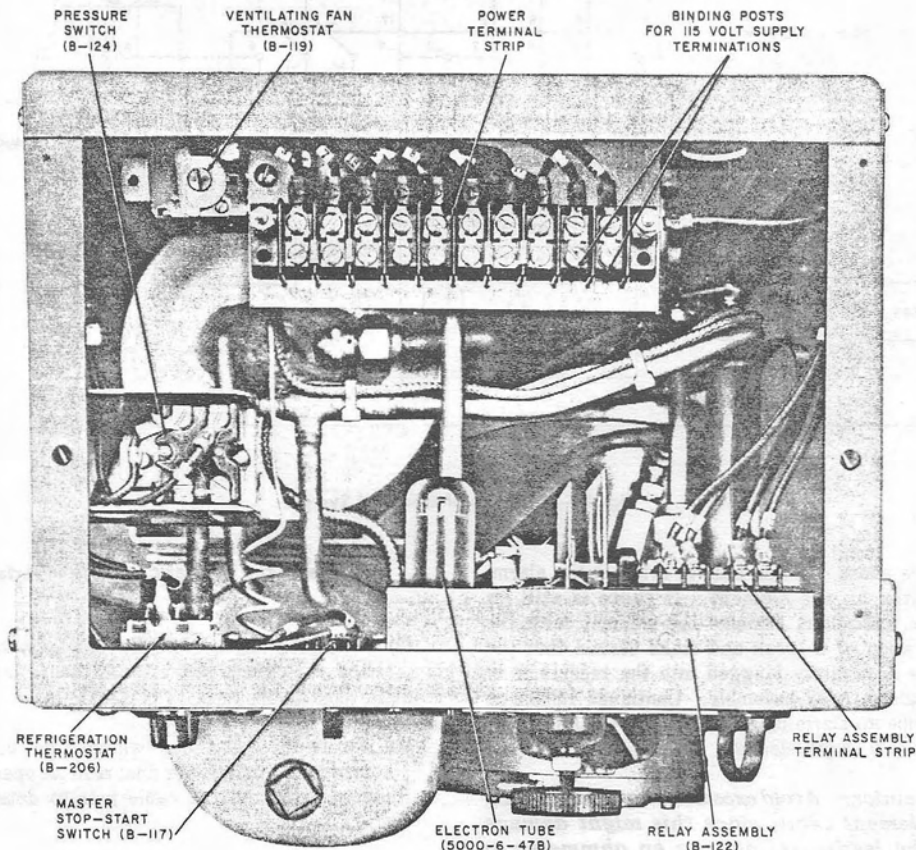 PRESSURE
SWITCH
(B-124)
VENTILATING FAN
THERMOSTAT
(B-119)
POWER
TERMINAL
STRIP
BINDING POSTS
FOR 115 VOLT SUPPLY
TERMINATIONS
REFRIGERATION
THERMOSTAT
(B-206)
MASTER
STOP-START
SWITCH (B-117)
ELECTRON TUBE
(5000-6-47B)
RELAY ASSEMBLY
(B-122)
RELAY ASSEMBLY
TERMINAL STRIP